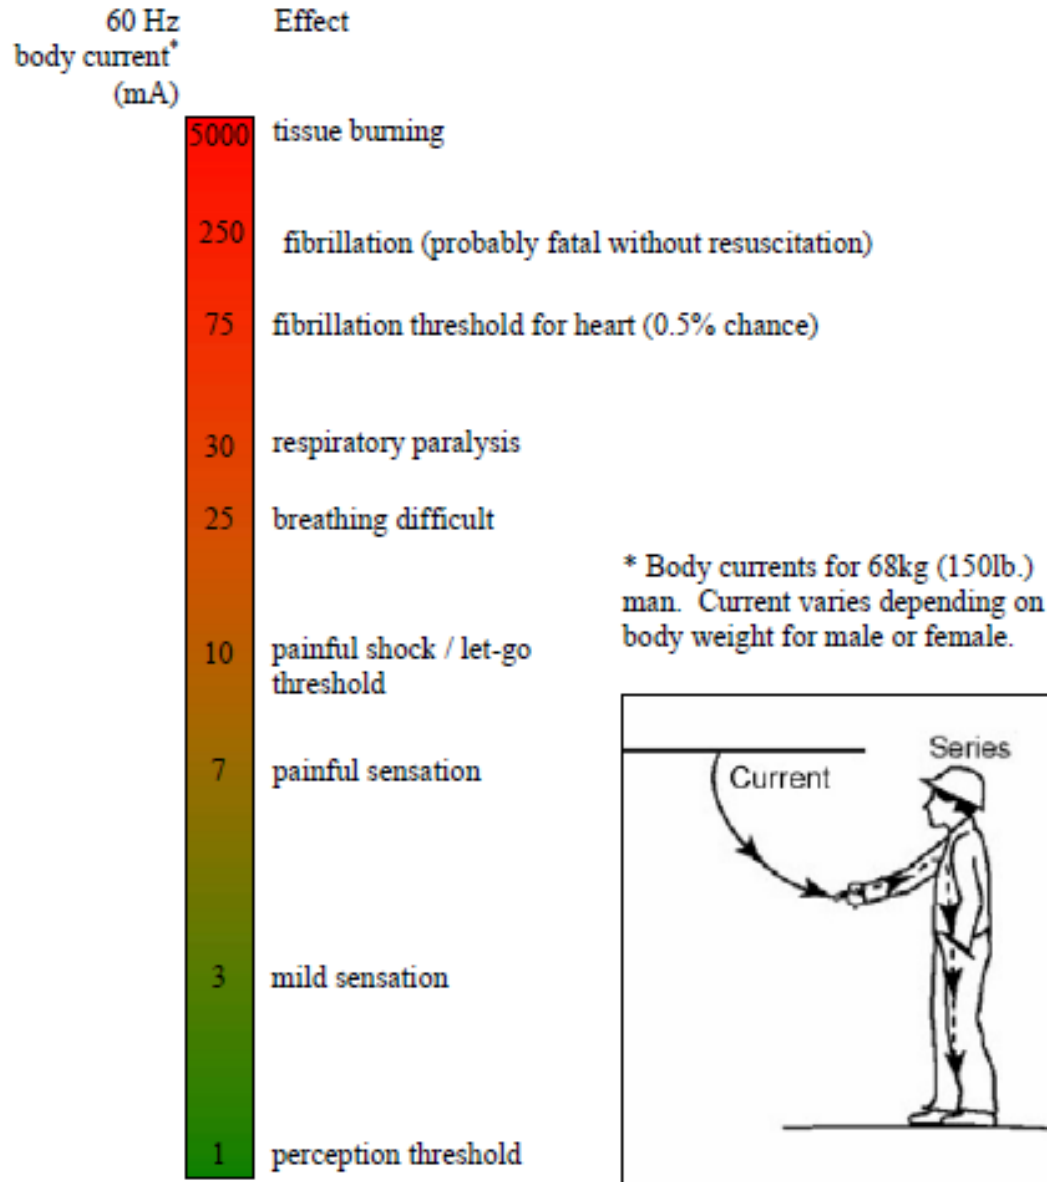 60 Hz
body current*
(mA)
Effect
5000 tissue burning
250 fibrillation (probably fatal without resuscitation)
75 fibrillation threshold for heart (0.5% chance)
30 respiratory paralysis
25 breathing difficult
10 painful shock / let-go
threshold
7 painful sensation
3 mild sensation
1 perception threshold
* Body currents for 68kg (150lb.)
man. Current varies depending on
body weight for male or female.
Series
Current